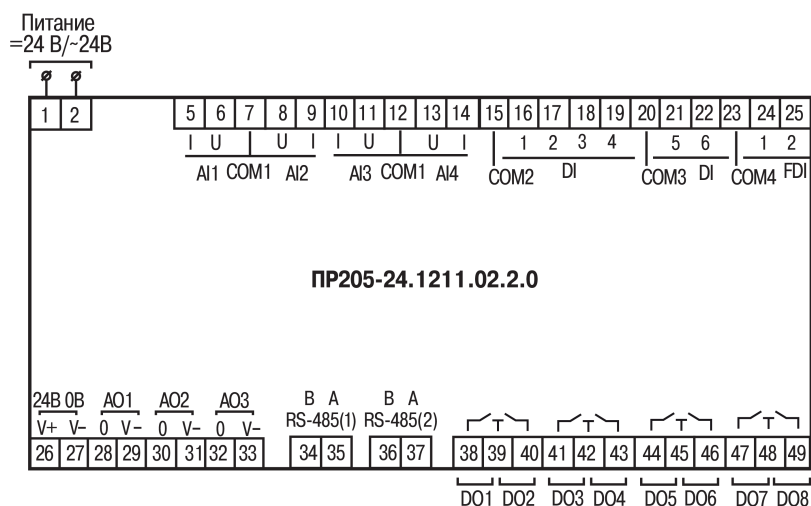 Питание
=24 В/~24В
1 2 5 6 7 8 9 10 11 12 13 14 15 16 17 18 19 20 21 22 23 24 25
I U U I I U U I 1 2 3 4 5 6 1 2
AI1 COM1 AI2 AI3 COM1 AI4 COM2 DI COM3 DI COM4 FDI
ПР205-24.1211.02.2.0
24В 0В AO1 AO2 AO3 B A B A
V+ V- 0 V- 0 V- 0 V- RS-485(1) RS-485(2)
26 27 28 29 30 31 32 33 34 35 36 37 38 39 40 41 42 43 44 45 46 47 48 49
DO1 DO2 DO3 DO4 DO5 DO6 DO7 DO8